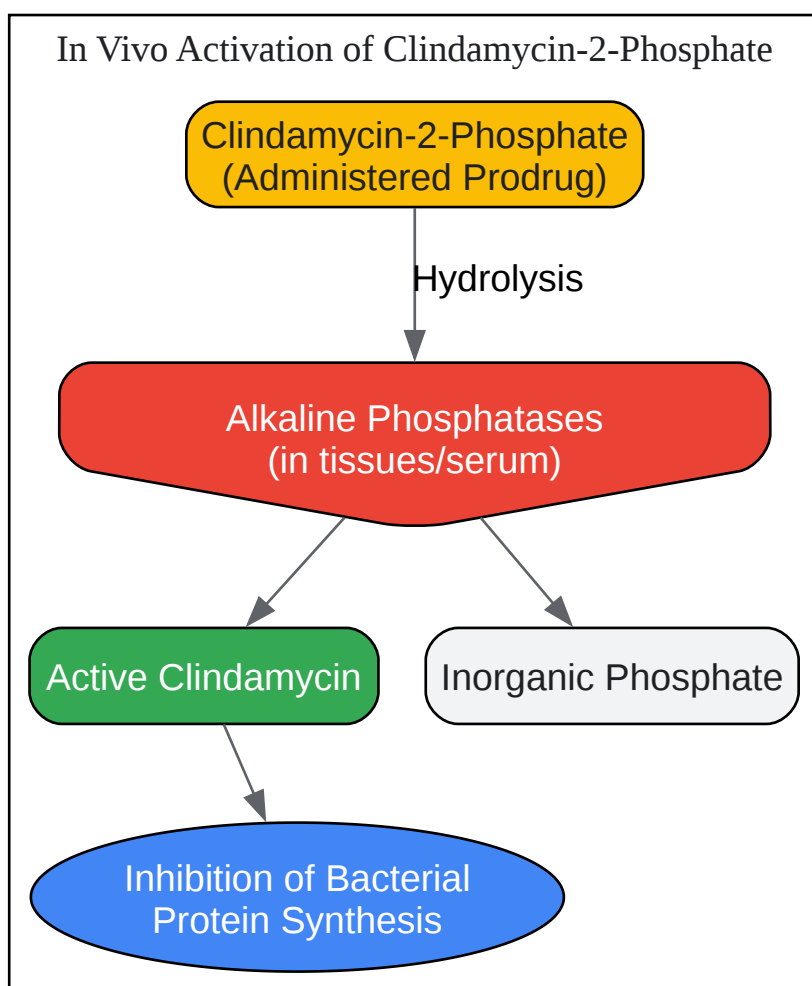 In Vivo Activation of Clindamycin-2-Phosphate
Clindamycin-2-Phosphate
(Administered Prodrug)
Hydrolysis
Alkaline Phosphatases
(in tissues/serum)
Active Clindamycin
Inorganic Phosphate
Inhibition of Bacterial
Protein Synthesis